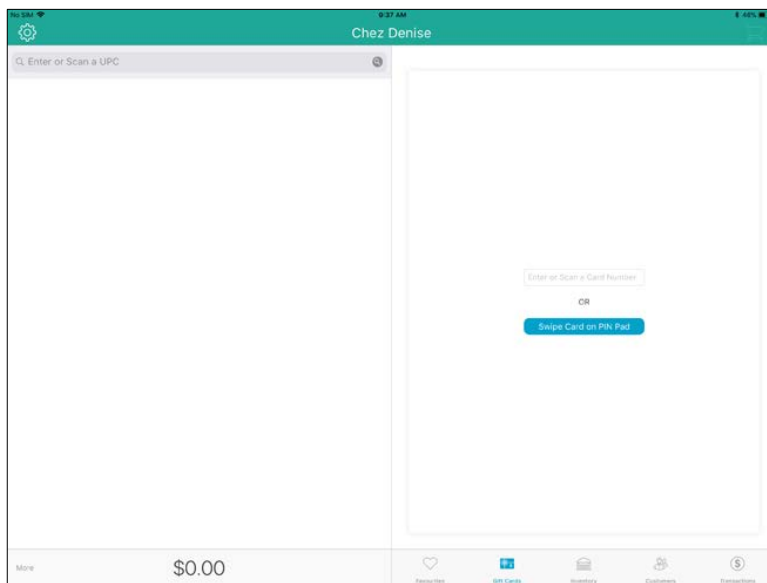 No SIM 9:37 AM 44%
Chez Denise
Enter or Scan a UPC
Enter or Scan a Card Number
OR
Swipe Card on PIN Pad
More $0.00 Favourites Gift Cards Inventory Customers Transactions